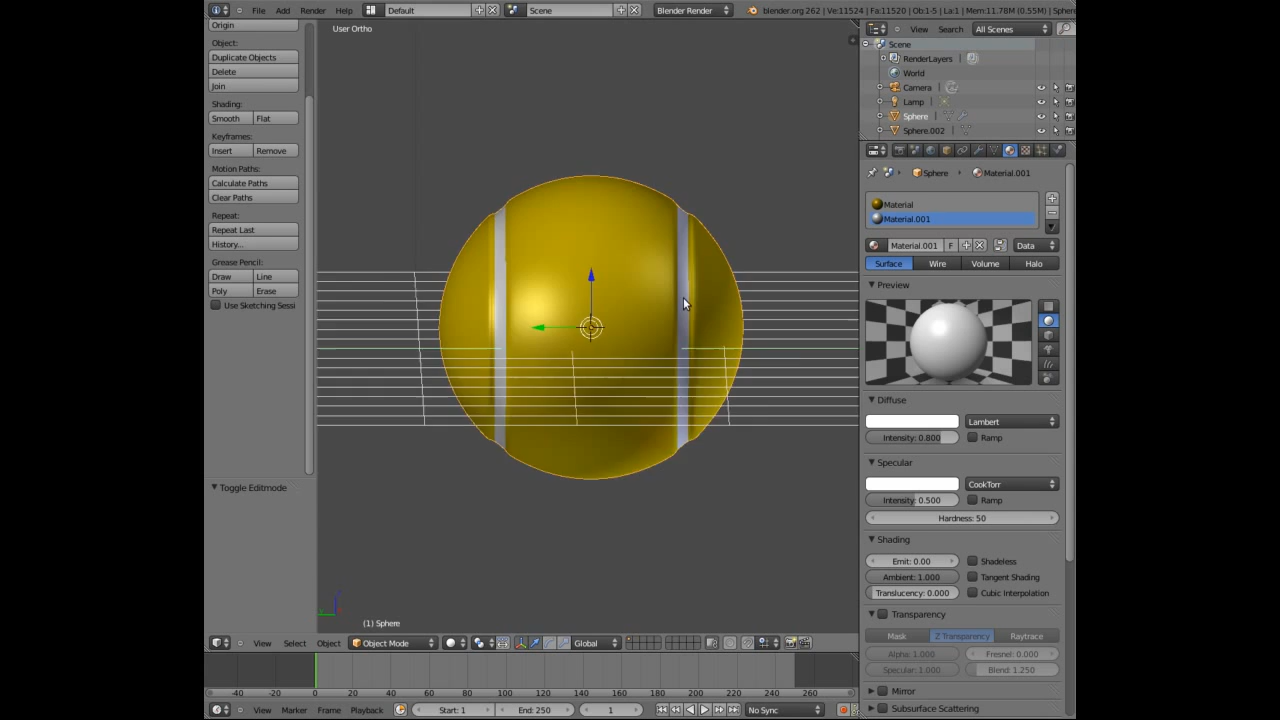 File Add Render Help Default Scene Blender Render blender.org 262 | Ve:11524 | Fa:11520 | Ob:1-5 | La:1 | Mem:11.78M (0.55M) | Sphere
Origin
Object:
Duplicate Objects
Delete
Join
Shading:
Smooth Flat
Keyframes:
Insert Remove
Motion Paths:
Calculate Paths
Clear Paths
Repeat:
Repeat Last
History...
Grease Pencil:
Draw Line
Poly Erase
Use Sketching Sessi
Toggle Editmode
User Ortho
(1) Sphere
View Select Object Object Mode Global
-40 -20 0 20 40 60 80 100 120 140 160 180 200 220 240 260
View Marker Frame Playback Start: 1 End: 250 1 No Sync
View Search All Scenes
Scene
RenderLayers
World
Camera
Lamp
Sphere
Sphere.002
Sphere Material.001
Material
Material.001
Material.001 F Data
Surface Wire Volume Halo
Preview
Diffuse
Lambert
Intensity: 0.800 Ramp
Specular
CookTorr
Intensity: 0.500 Ramp
Hardness: 50
Shading
Emit: 0.00 Shadeless
Ambient: 1.000 Tangent Shading
Translucency: 0.000 Cubic Interpolation
Transparency
Mask Z Transparency Raytrace
Alpha: 1.000 Fresnel: 0.000
Specular: 1.000 Blend: 1.250
Mirror
Subsurface Scattering